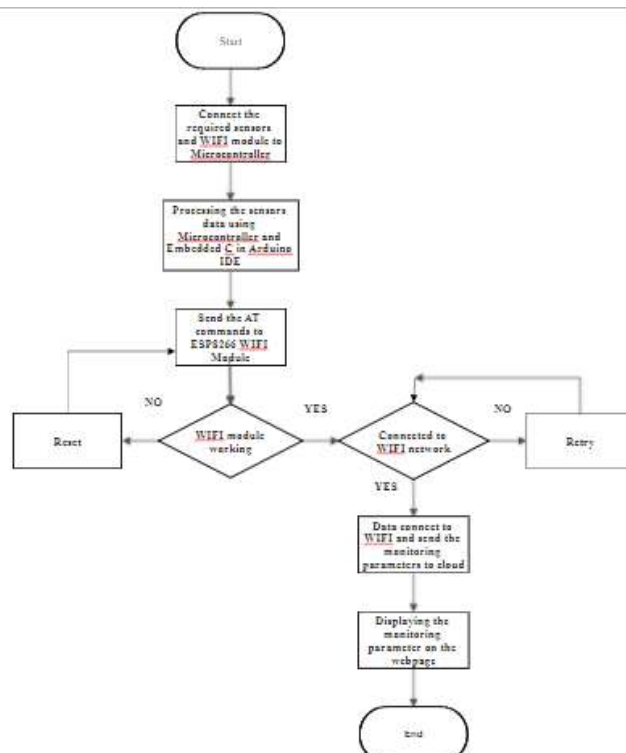 Start
Connect the
required sensors
and WIFI module to
Microcontroller
Processing the sensors
data using
Microcontroller and
Embedded C in Arduino
IDE
Send the AT
commands to
ESP8266 WIFI
Module
NO
YES
NO
Reset
WIFI module
working
Connected to
WIFI network
Retry
YES
Data connect to
WIFI and send the
monitoring
parameters to cloud
Displaying the
monitoring
parameter on the
webpage
End